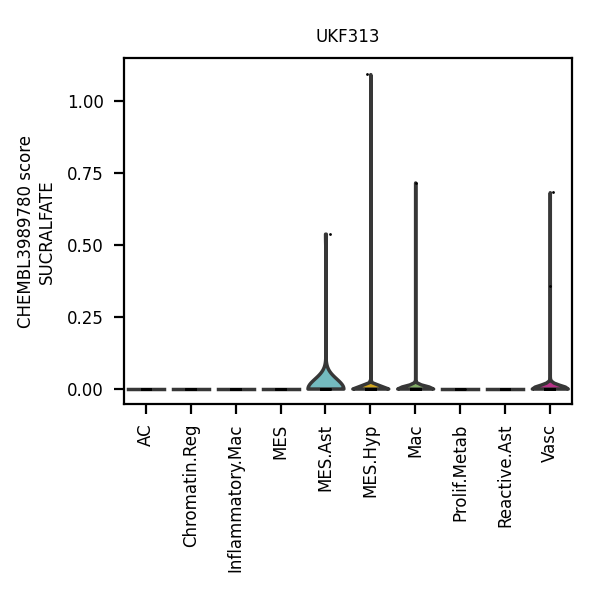 UKF313
CHEMBL3989780 score
SUCRALFATE
1.00
0.75
0.50
0.25
0.00
AC
Chromatin.Reg
Inflammatory.Mac
MES
MES.Ast
MES.Hyp
Mac
Prolif.Metab
Reactive.Ast
Vasc